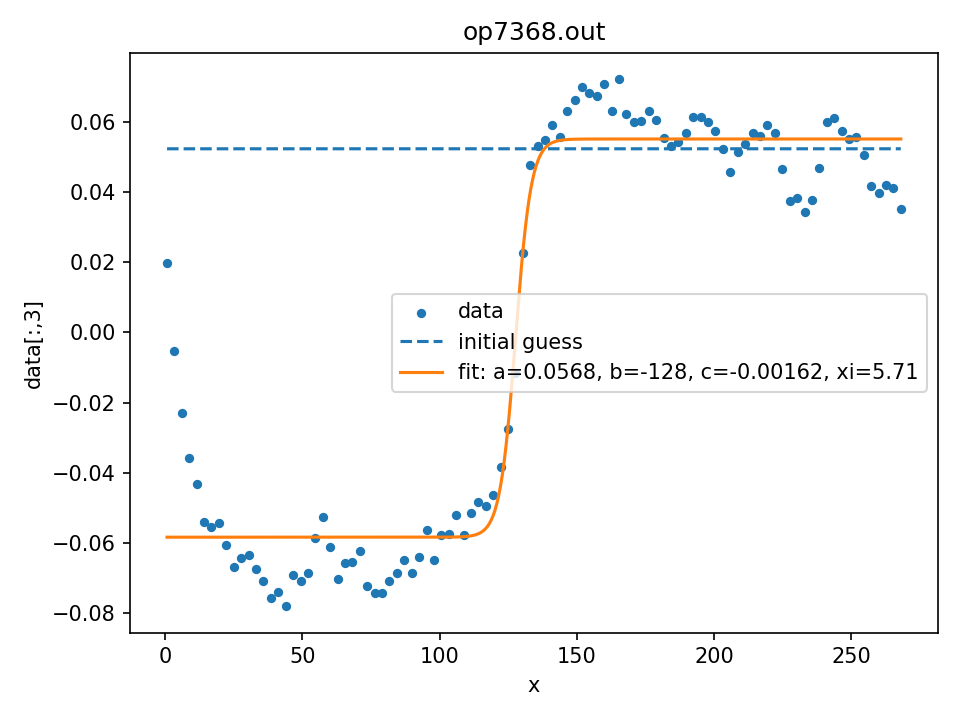 op7368.out
0.06
0.04
0.02
0.00
−0.02
−0.04
−0.06
−0.08
data[:,3]
data
initial guess
fit: a=0.0568, b=-128, c=-0.00162, xi=5.71
0 50 100 150 200 250
x